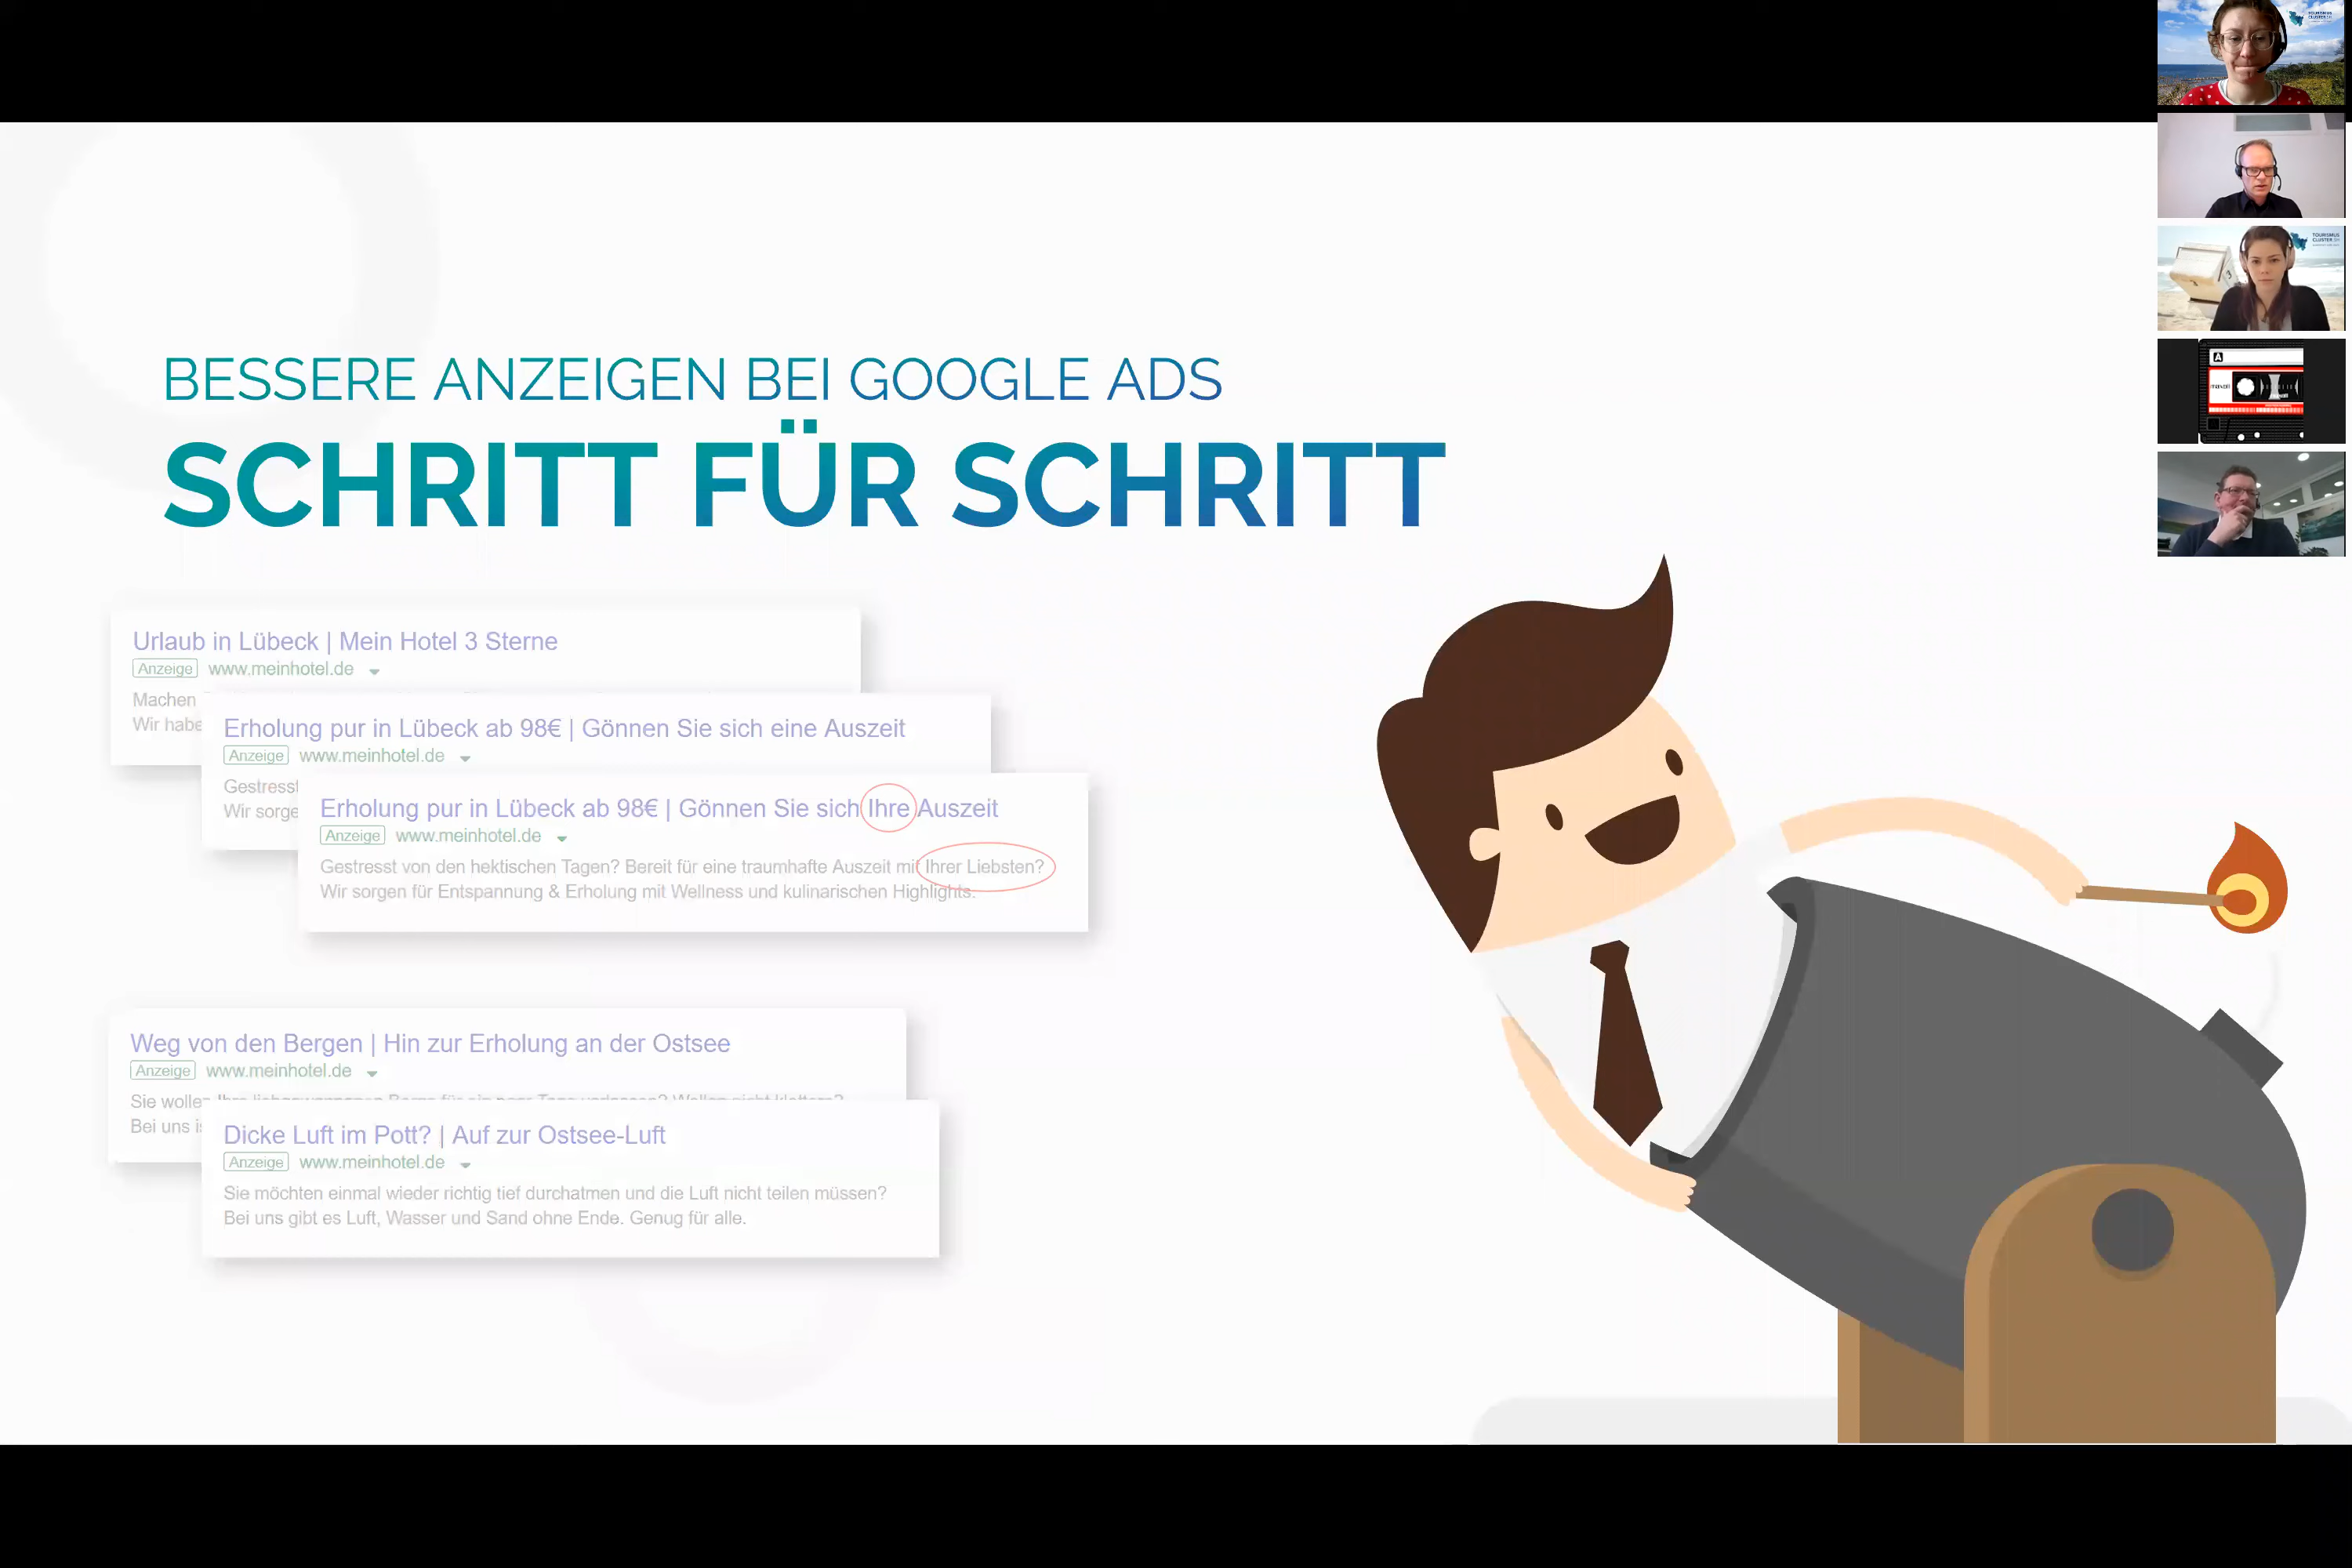 BESSERE ANZEIGEN BEI GOOGLE ADS
SCHRITT FÜR SCHRITT
Urlaub in Lübeck | Mein Hotel 3 Sterne
Anzeige www.meinhotel.de
Machen
Wir habe
Erholung pur in Lübeck ab 98€ | Gönnen Sie sich eine Auszeit
Anzeige www.meinhotel.de
Gestresst
Wir sorge
Erholung pur in Lübeck ab 98€ | Gönnen Sie sich Ihre Auszeit
Anzeige www.meinhotel.de
Gestresst von den hektischen Tagen? Bereit für eine traumhafte Auszeit mit Ihrer Liebsten?
Wir sorgen für Entspannung & Erholung mit Wellness und kulinarischen Highlights.
Weg von den Bergen | Hin zur Erholung an der Ostsee
Anzeige www.meinhotel.de
Sie wollen
Bei uns
Dicke Luft im Pott? | Auf zur Ostsee-Luft
Anzeige www.meinhotel.de
Sie möchten einmal wieder richtig tief durchatmen und die Luft nicht teilen müssen?
Bei uns gibt es Luft, Wasser und Sand ohne Ende. Genug für alle.
TOURISMUS
CLUSTER SH
TOURISMUS
CLUSTER SH
A
maxell